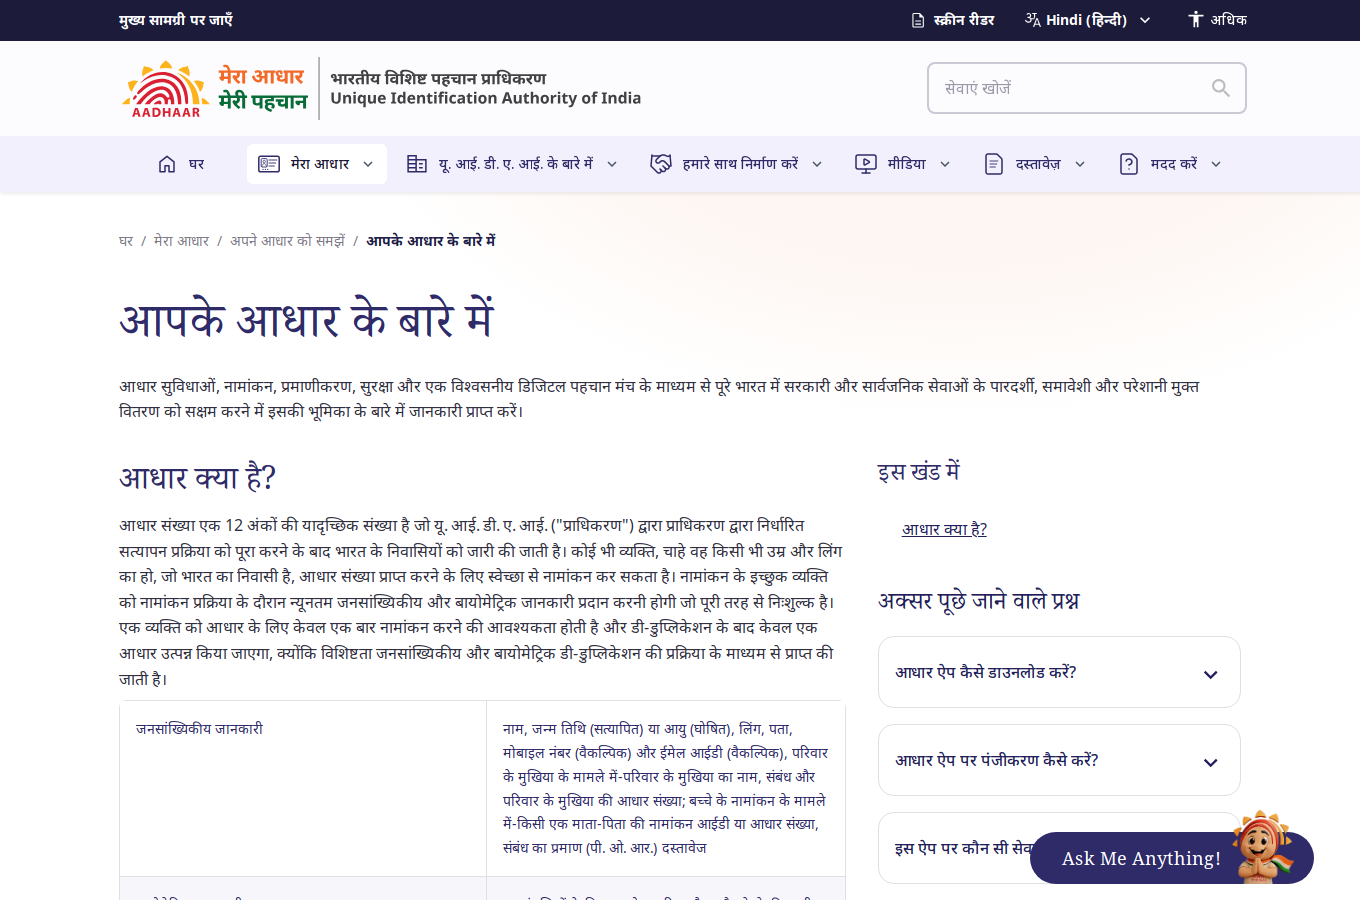 मुख्य सामग्री पर जाएँ
स्क्रीन रीडर
Hindi (हिन्दी)
अधिक
AADHAAR
मेरा आधार
मेरी पहचान
भारतीय विशिष्ट पहचान प्राधिकरण
Unique Identification Authority of India
सेवाएं खोजें
घर
मेरा आधार
यू. आई. डी. ए. आई. के बारे में
हमारे साथ निर्माण करें
मीडिया
दस्तावेज़
मदद करें
घर / मेरा आधार / अपने आधार को समझें / आपके आधार के बारे में
आपके आधार के बारे में
आधार सुविधाओं, नामांकन, प्रमाणीकरण, सुरक्षा और एक विश्वसनीय डिजिटल पहचान मंच के माध्यम से पूरे भारत में सरकारी और सार्वजनिक सेवाओं के पारदर्शी, समावेशी और परेशानी मुक्त
वितरण को सक्षम करने में इसकी भूमिका के बारे में जानकारी प्राप्त करें।
आधार क्या है?
आधार संख्या एक 12 अंकों की यादृच्छिक संख्या है जो यू. आई. डी. ए. आई. ("प्राधिकरण") द्वारा प्राधिकरण द्वारा निर्धारित
सत्यापन प्रक्रिया को पूरा करने के बाद भारत के निवासियों को जारी की जाती है। कोई भी व्यक्ति, चाहे वह किसी भी उम्र और लिंग
का हो, जो भारत का निवासी है, आधार संख्या प्राप्त करने के लिए स्वेच्छा से नामांकन कर सकता है। नामांकन के इच्छुक व्यक्ति
को नामांकन प्रक्रिया के दौरान न्यूनतम जनसांख्यिकीय और बायोमेट्रिक जानकारी प्रदान करनी होगी जो पूरी तरह से निःशुल्क है।
एक व्यक्ति को आधार के लिए केवल एक बार नामांकन करने की आवश्यकता होती है और डी-डुप्लिकेशन के बाद केवल एक
आधार उत्पन्न किया जाएगा, क्योंकि विशिष्टता जनसांख्यिकीय और बायोमेट्रिक डी-डुप्लिकेशन की प्रक्रिया के माध्यम से प्राप्त की
जाती है।
जनसांख्यिकीय जानकारी
नाम, जन्म तिथि (सत्यापित) या आयु (घोषित), लिंग, पता,
मोबाइल नंबर (वैकल्पिक) और ईमेल आईडी (वैकल्पिक), परिवार
के मुखिया के मामले में-परिवार के मुखिया का नाम, संबंध और
परिवार के मुखिया की आधार संख्या; बच्चे के नामांकन के मामले
में-किसी एक माता-पिता की नामांकन आईडी या आधार संख्या,
संबंध का प्रमाण (पी. ओ. आर.) दस्तावेज
इस खंड में
आधार क्या है?
अक्सर पूछे जाने वाले प्रश्न
आधार ऐप कैसे डाउनलोड करें?
आधार ऐप पर पंजीकरण कैसे करें?
इस ऐप पर कौन सी
Ask Me Anything!